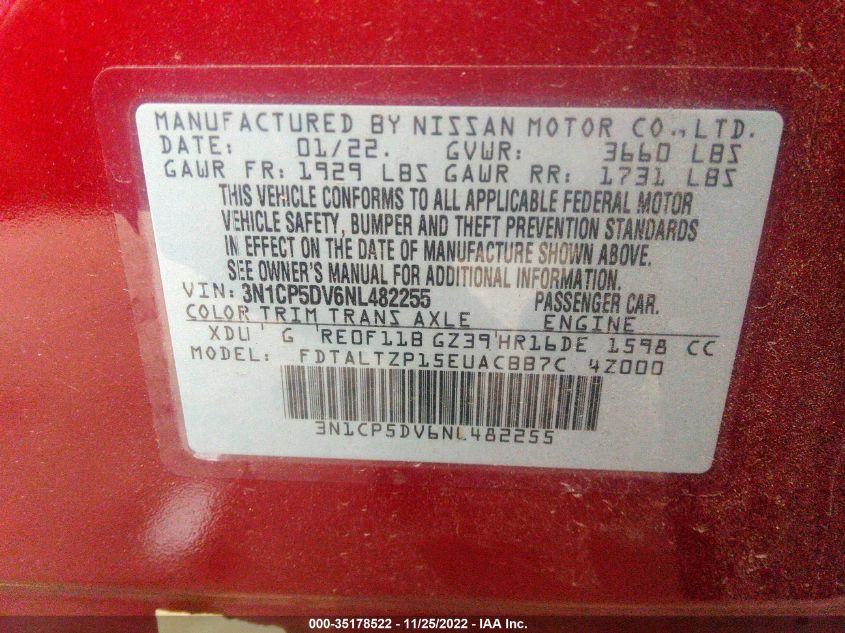 MANUFACTURED BY NISSAN MOTOR CO., LTD.
DATE: 01/22. GVWR: 3660 LBS
GAWR FR: 1929 LBS GAWR RR: 1731 LBS
THIS VEHICLE CONFORMS TO ALL APPLICABLE FEDERAL MOTOR
VEHICLE SAFETY, BUMPER AND THEFT PREVENTION STANDARDS
IN EFFECT ON THE DATE OF MANUFACTURE SHOWN ABOVE.
SEE OWNER'S MANUAL FOR ADDITIONAL INFORMATION.
VIN: 3N1CP5DV6NL482255 PASSENGER CAR.
COLOR TRIM TRANS AXLE ENGINE
XDU G RE0F11B GZ39 HR16DE 1598 CC
MODEL: FDTALTZP15EUACBB7C 4Z000
3N1CP5DV6NL482255
000-35178522 - 11/25/2022 - IAA Inc.